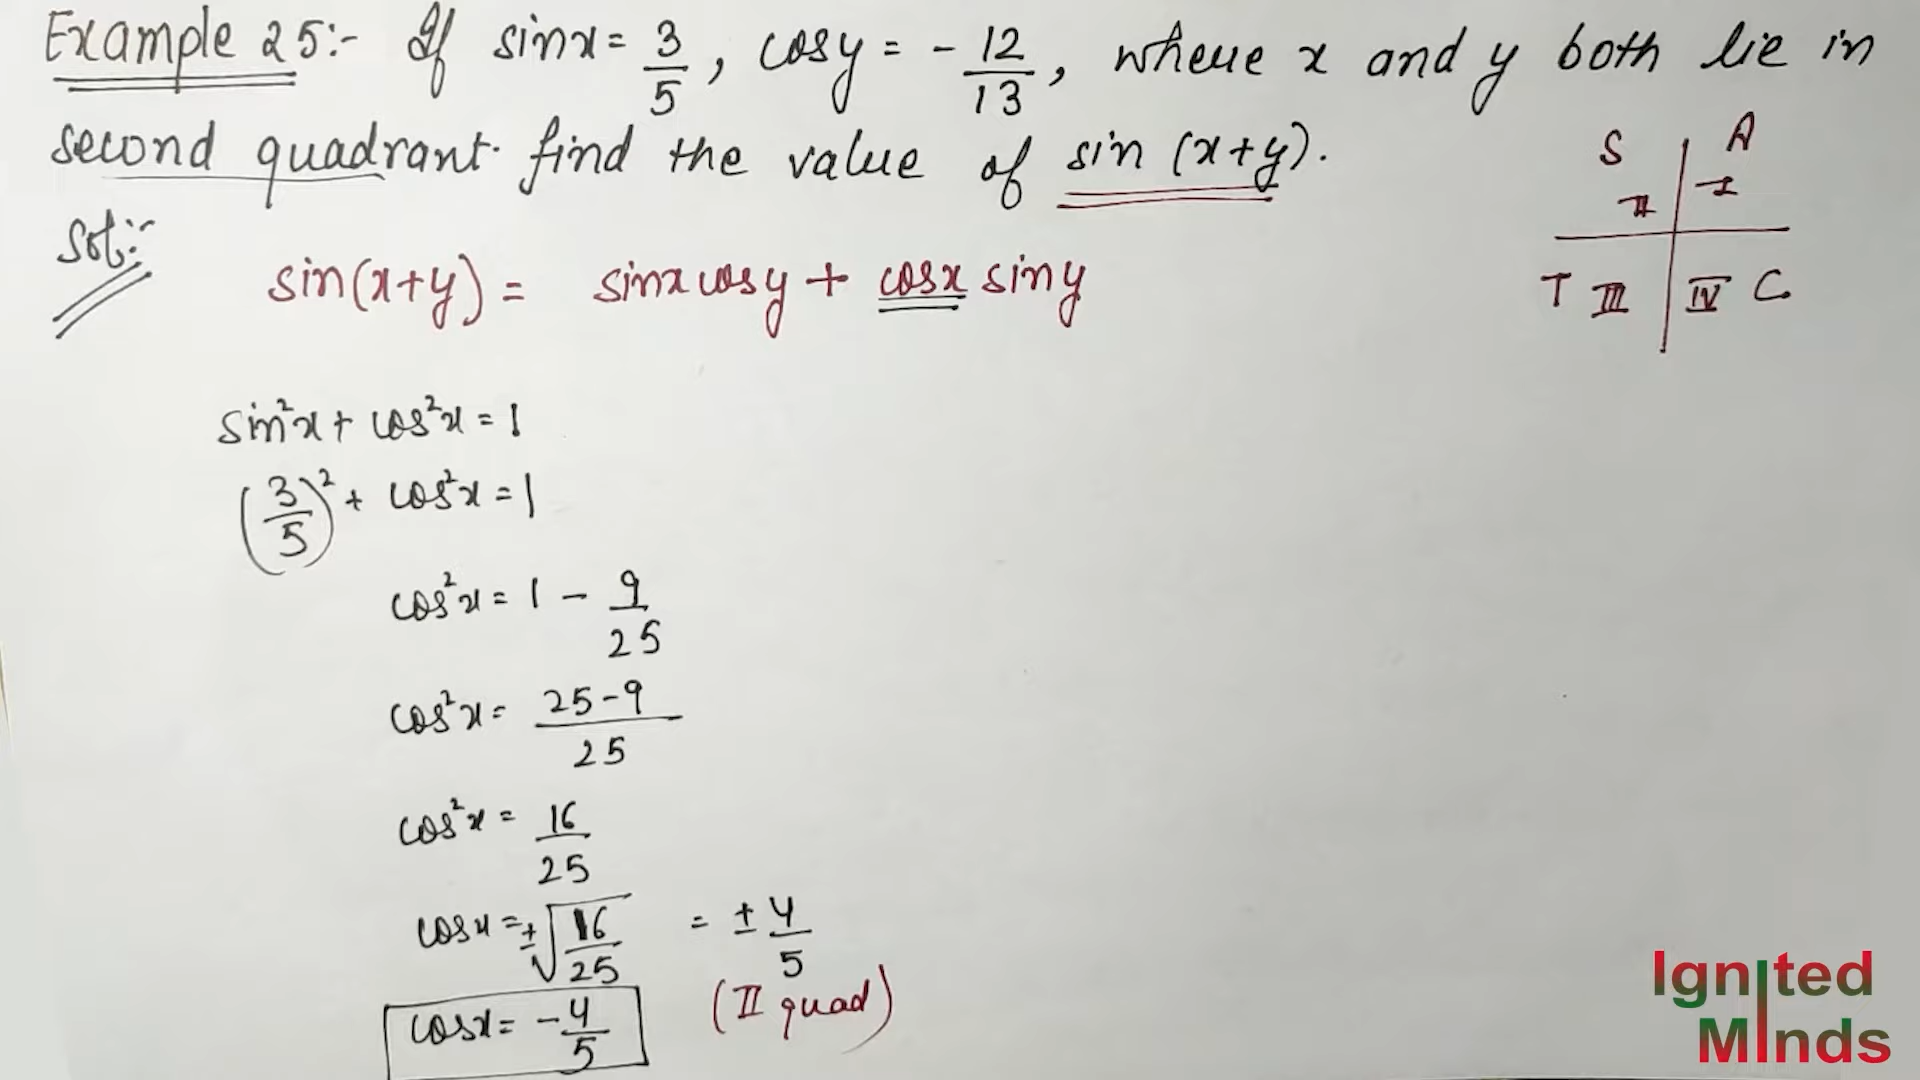 Example 25:- If sinx = 3/5, cosy = -12/13, where x and y both lie in
second quadrant. find the value of sin (x+y).
S A
II I
T III IV C
Sol:-
sin(x+y) = sinx cosy + cosx siny
sin²x + cos²x = 1
(3/5)² + cos²x = 1
cos²x = 1 - 9/25
cos²x = 25-9/25
cos²x = 16/25
cosx = ±√16/25 = ± 4/5
cosx = -4/5 (II quad)
Ignited
Minds